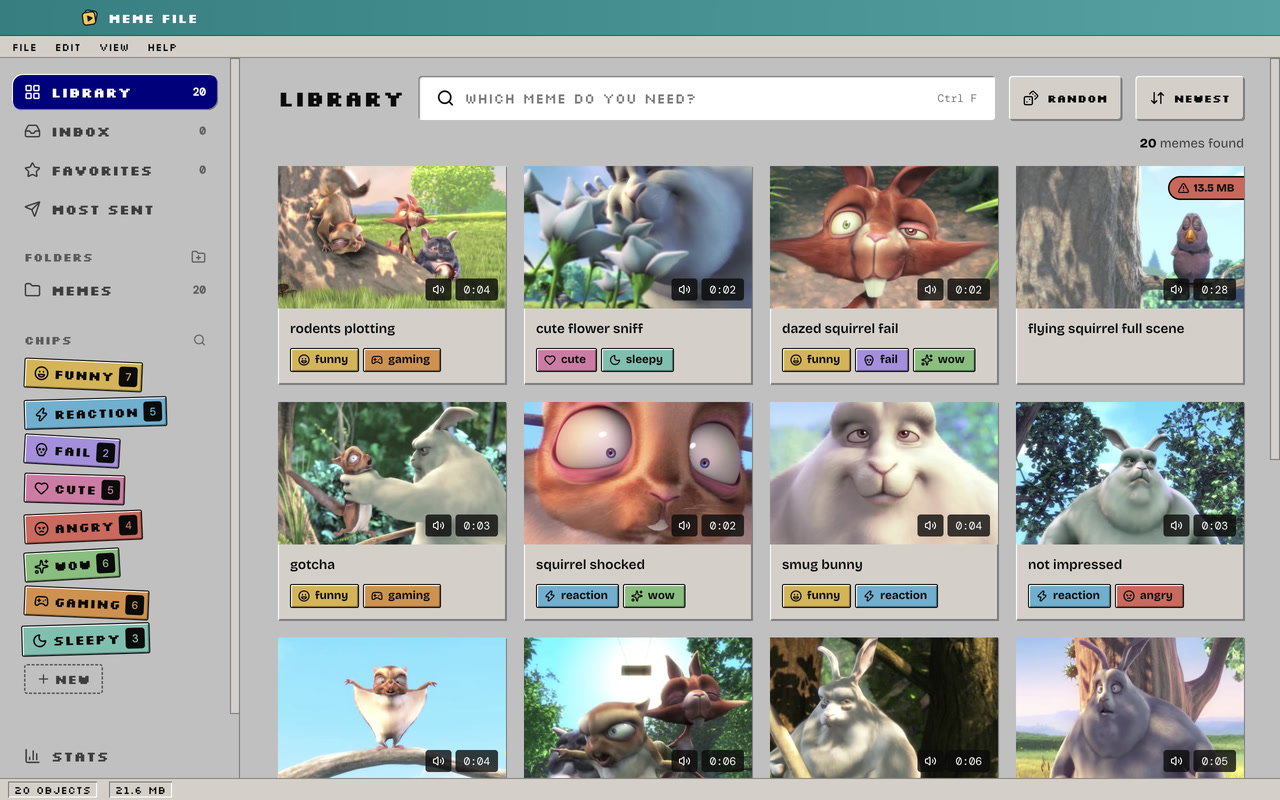 MEME FILE
FILE EDIT VIEW HELP
LIBRARY 20
INBOX 0
FAVORITES 0
MOST SENT
FOLDERS
MEMES 20
CHIPS
FUNNY 7
REACTION 5
FAIL 2
CUTE 5
ANGRY 4
WOW 6
GAMING 6
SLEEPY 3
+ NEW
STATS
20 OBJECTS 21.6 MB
LIBRARY
WHICH MEME DO YOU NEED? Ctrl F
RANDOM
NEWEST
20 memes found
0:04
rodents plotting
funny gaming
0:02
cute flower sniff
cute sleepy
0:02
dazed squirrel fail
funny fail wow
13.5 MB
0:28
flying squirrel full scene
0:03
gotcha
funny gaming
0:02
squirrel shocked
reaction wow
0:04
smug bunny
funny reaction
0:03
not impressed
reaction angry
0:04
0:06
0:06
0:05